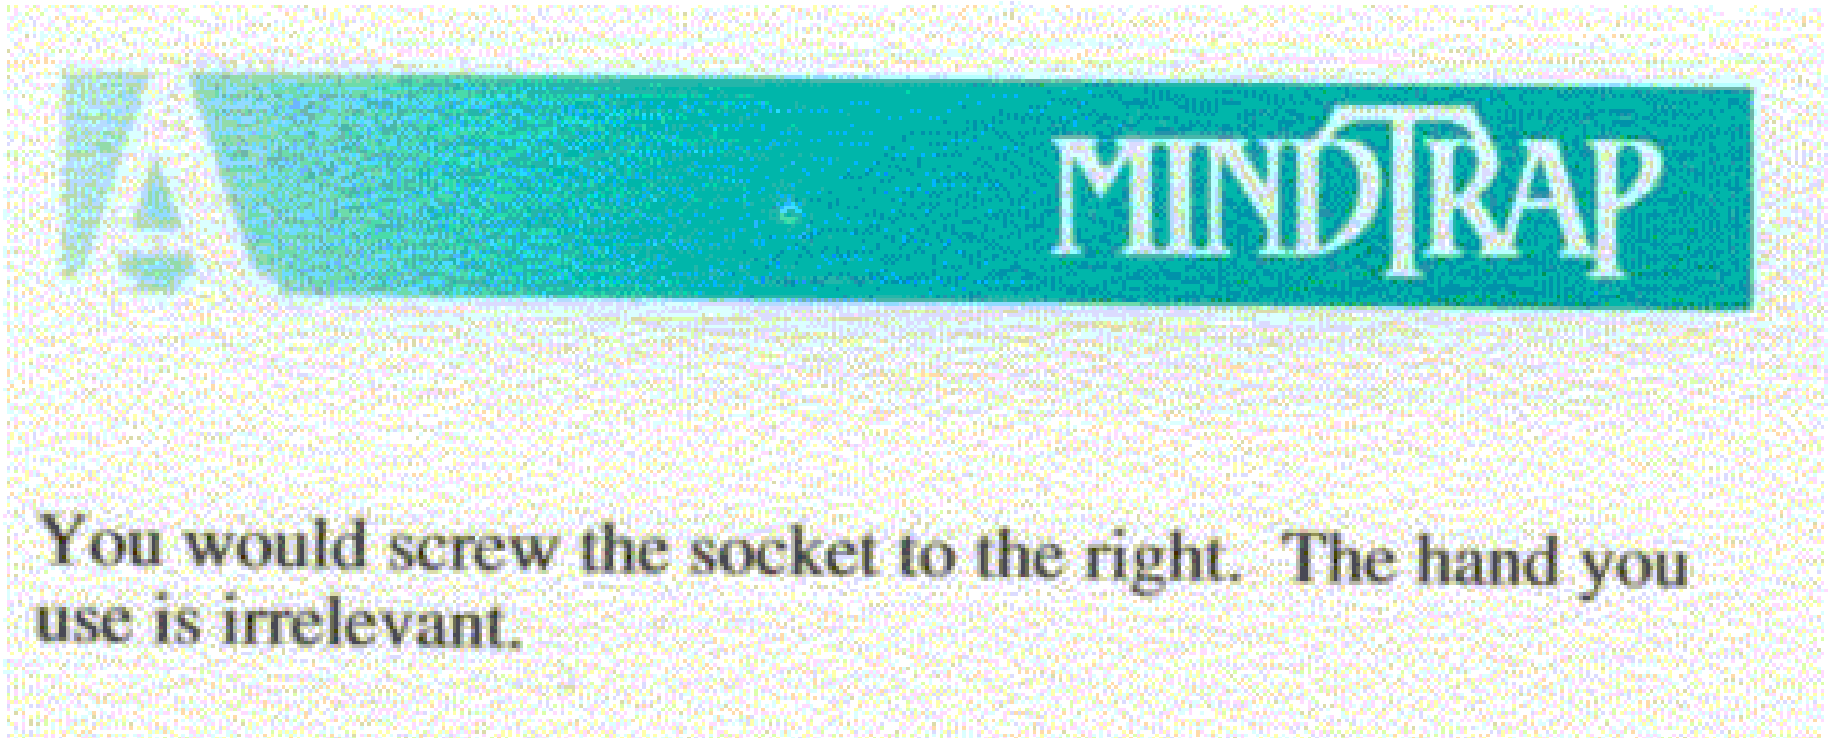 A MINDTRAP
You would screw the socket to the right. The hand you
use is irrelevant.